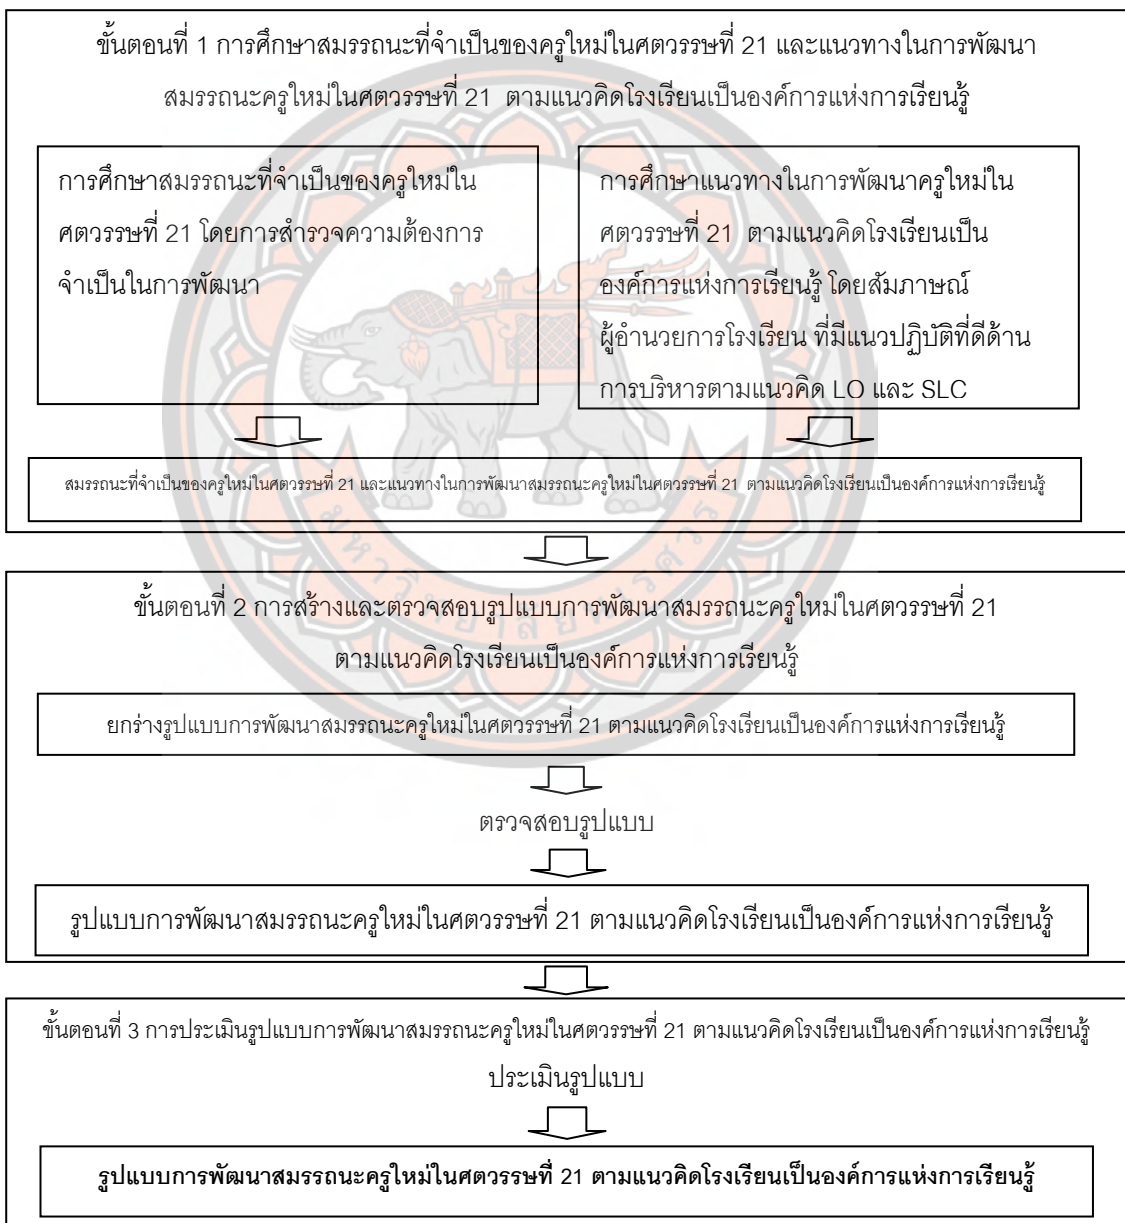 ขั้นตอนที่ 1 การศึกษาสมรรถนะที่จำเป็นของครูใหม่ในศตวรรษที่ 21 และแนวทางในการพัฒนา
สมรรถนะครูใหม่ในศตวรรษที่ 21 ตามแนวคิดโรงเรียนเป็นองค์การแห่งการเรียนรู้
การศึกษาสมรรถนะที่จำเป็นของครูใหม่ใน
ศตวรรษที่ 21 โดยการสำรวจความต้องการ
จำเป็นในการพัฒนา
การศึกษาแนวทางในการพัฒนาครูใหม่ใน
ศตวรรษที่ 21 ตามแนวคิดโรงเรียนเป็น
องค์การแห่งการเรียนรู้ โดยสัมภาษณ์
ผู้อำนวยการโรงเรียน ที่มีแนวปฏิบัติที่ดีด้าน
การบริหารตามแนวคิด LO และ SLC
สมรรถนะที่จำเป็นของครูใหม่ในศตวรรษที่ 21 และแนวทางในการพัฒนาสมรรถนะครูใหม่ในศตวรรษที่ 21 ตามแนวคิดโรงเรียนเป็นองค์การแห่งการเรียนรู้
มหาวิทยาลัยนเรศวร
ขั้นตอนที่ 2 การสร้างและตรวจสอบรูปแบบการพัฒนาสมรรถนะครูใหม่ในศตวรรษที่ 21
ตามแนวคิดโรงเรียนเป็นองค์การแห่งการเรียนรู้
ยกร่างรูปแบบการพัฒนาสมรรถนะครูใหม่ในศตวรรษที่ 21 ตามแนวคิดโรงเรียนเป็นองค์การแห่งการเรียนรู้
ตรวจสอบรูปแบบ
รูปแบบการพัฒนาสมรรถนะครูใหม่ในศตวรรษที่ 21 ตามแนวคิดโรงเรียนเป็นองค์การแห่งการเรียนรู้
ขั้นตอนที่ 3 การประเมินรูปแบบการพัฒนาสมรรถนะครูใหม่ในศตวรรษที่ 21 ตามแนวคิดโรงเรียนเป็นองค์การแห่งการเรียนรู้
ประเมินรูปแบบ
รูปแบบการพัฒนาสมรรถนะครูใหม่ในศตวรรษที่ 21 ตามแนวคิดโรงเรียนเป็นองค์การแห่งการเรียนรู้